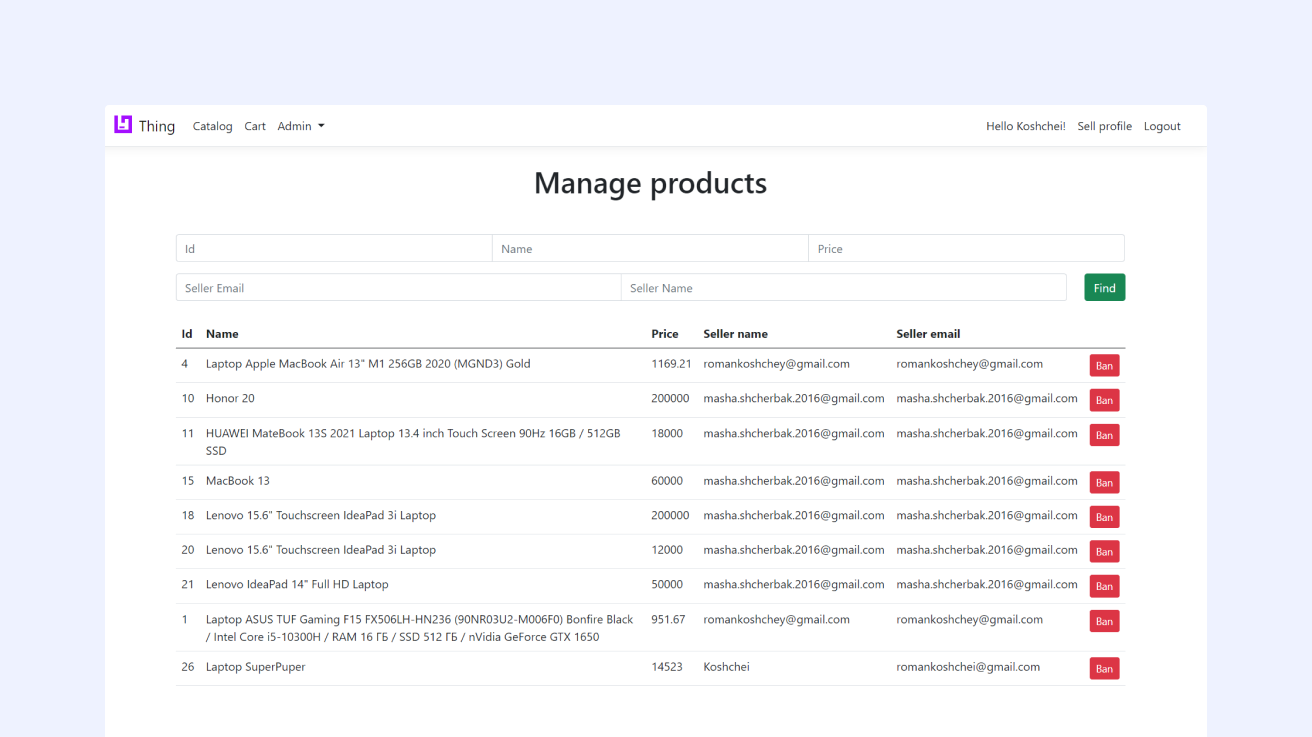 Thing Catalog Cart Admin Hello Koshchei! Sell profile Logout
Manage products
Id Name Price
Seller Email Seller Name Find
Id Name Price Seller name Seller email
4 Laptop Apple MacBook Air 13" M1 256GB 2020 (MGND3) Gold 1169.21 romankoshchey@gmail.com romankoshchey@gmail.com Ban
10 Honor 20 200000 masha.shcherbak.2016@gmail.com masha.shcherbak.2016@gmail.com Ban
11 HUAWEI MateBook 13S 2021 Laptop 13.4 inch Touch Screen 90Hz 16GB / 512GB 18000 masha.shcherbak.2016@gmail.com masha.shcherbak.2016@gmail.com Ban
SSD
15 MacBook 13 60000 masha.shcherbak.2016@gmail.com masha.shcherbak.2016@gmail.com Ban
18 Lenovo 15.6" Touchscreen IdeaPad 3i Laptop 200000 masha.shcherbak.2016@gmail.com masha.shcherbak.2016@gmail.com Ban
20 Lenovo 15.6" Touchscreen IdeaPad 3i Laptop 12000 masha.shcherbak.2016@gmail.com masha.shcherbak.2016@gmail.com Ban
21 Lenovo IdeaPad 14" Full HD Laptop 50000 masha.shcherbak.2016@gmail.com masha.shcherbak.2016@gmail.com Ban
1 Laptop ASUS TUF Gaming F15 FX506LH-HN236 (90NR03U2-M006F0) Bonfire Black 951.67 romankoshchey@gmail.com romankoshchey@gmail.com Ban
/ Intel Core i5-10300H / RAM 16 ГБ / SSD 512 ГБ / nVidia GeForce GTX 1650
26 Laptop SuperPuper 14523 Koshchei romankoshchei@gmail.com Ban